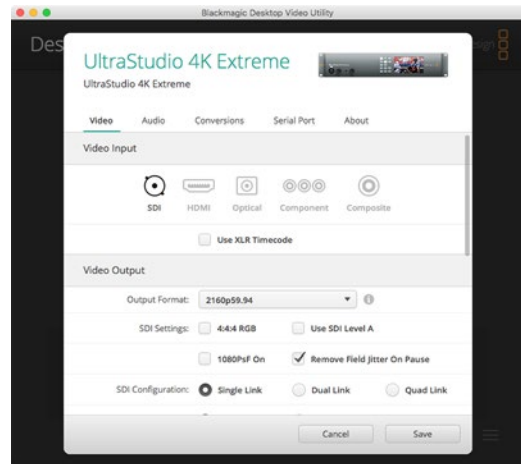 Blackmagic Desktop Video Utility
Des
sign
UltraStudio 4K Extreme
UltraStudio 4K Extreme
Video Audio Conversions Serial Port About
Video Input
SDI HDMI Optical Component Composite
Use XLR Timecode
Video Output
Output Format: 2160p59.94
SDI Settings: 4:4:4 RGB Use SDI Level A
1080PsF On Remove Field Jitter On Pause
SDI Configuration: Single Link Dual Link Quad Link
Cancel Save